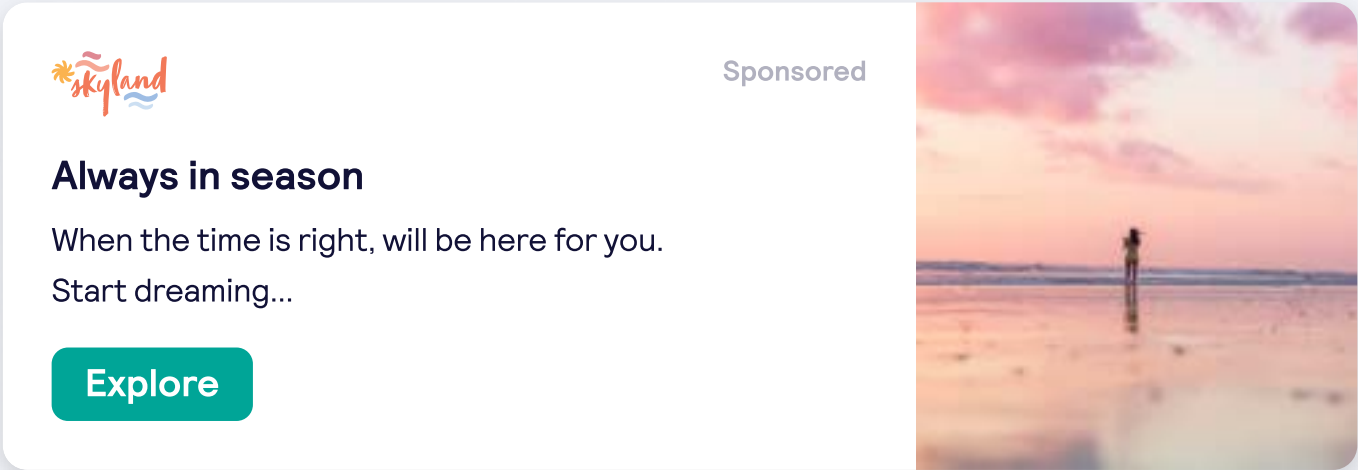 skyland
Sponsored
Always in season
When the time is right, will be here for you.
Start dreaming...
Explore